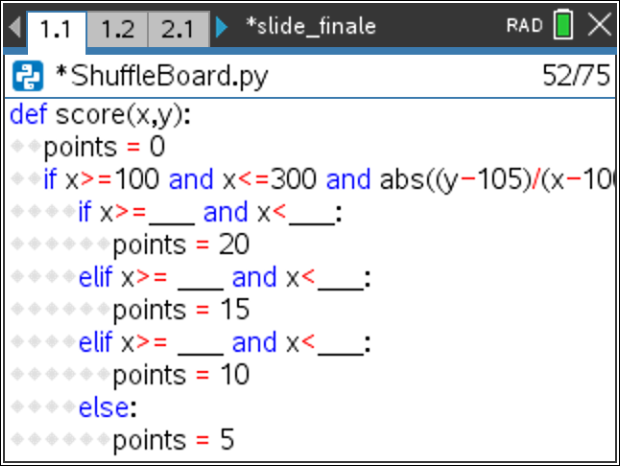 1.1 1.2 2.1 *slide_finale RAD
*ShuffleBoard.py 52/75
def score(x,y):
points = 0
if x>=100 and x<=300 and abs((y-105)/(x-100
if x>=___ and x<___:
points = 20
elif x>= ___ and x<___:
points = 15
elif x>= ___ and x<___:
points = 10
else:
points = 5